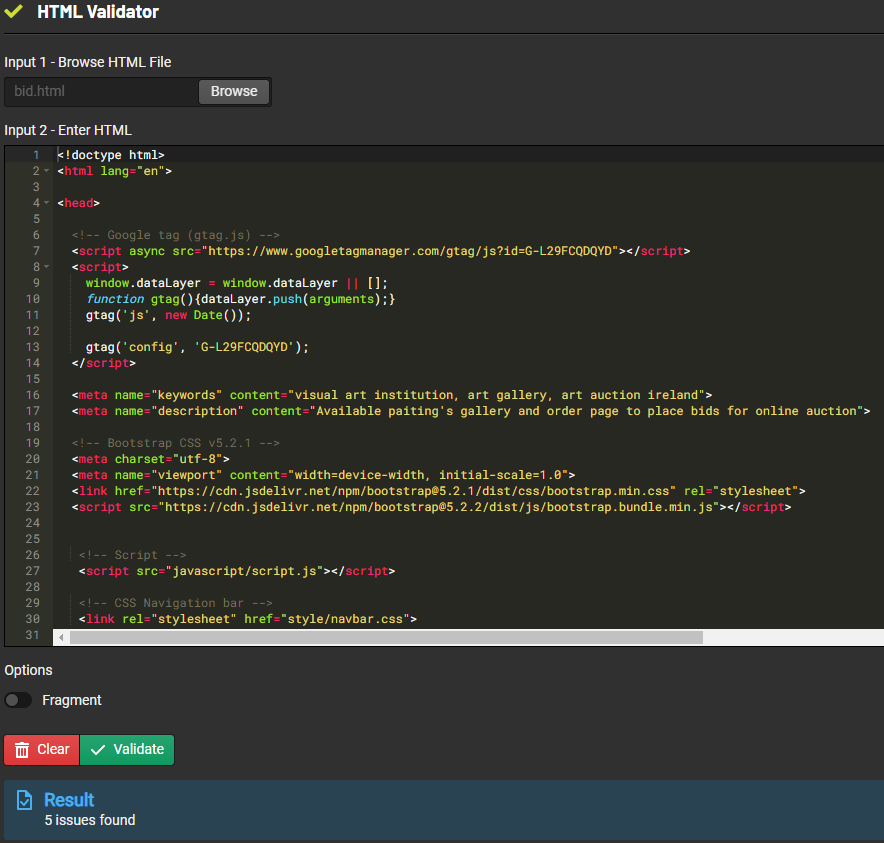 HTML Validator
Input 1 - Browse HTML File
bid.html Browse
Input 2 - Enter HTML
1 <!doctype html>
2 <html lang="en">
3
4 <head>
5
6 <!-- Google tag (gtag.js) -->
7 <script async src="https://www.googletagmanager.com/gtag/js?id=G-L29FCQDQYD"></script>
8 <script>
9 window.dataLayer = window.dataLayer || [];
10 function gtag(){dataLayer.push(arguments);}
11 gtag('js', new Date());
12
13 gtag('config', 'G-L29FCQDQYD');
14 </script>
15
16 <meta name="keywords" content="visual art institution, art gallery, art auction ireland">
17 <meta name="description" content="Available paiting's gallery and order page to place bids for online auction">
18
19 <!-- Bootstrap CSS v5.2.1 -->
20 <meta charset="utf-8">
21 <meta name="viewport" content="width=device-width, initial-scale=1.0">
22 <link href="https://cdn.jsdelivr.net/npm/bootstrap@5.2.1/dist/css/bootstrap.min.css" rel="stylesheet">
23 <script src="https://cdn.jsdelivr.net/npm/bootstrap@5.2.2/dist/js/bootstrap.bundle.min.js"></script>
24
25
26 <!-- Script -->
27 <script src="javascript/script.js"></script>
28
29 <!-- CSS Navigation bar -->
30 <link rel="stylesheet" href="style/navbar.css">
31
Options
Fragment
Clear Validate
Result
5 issues found